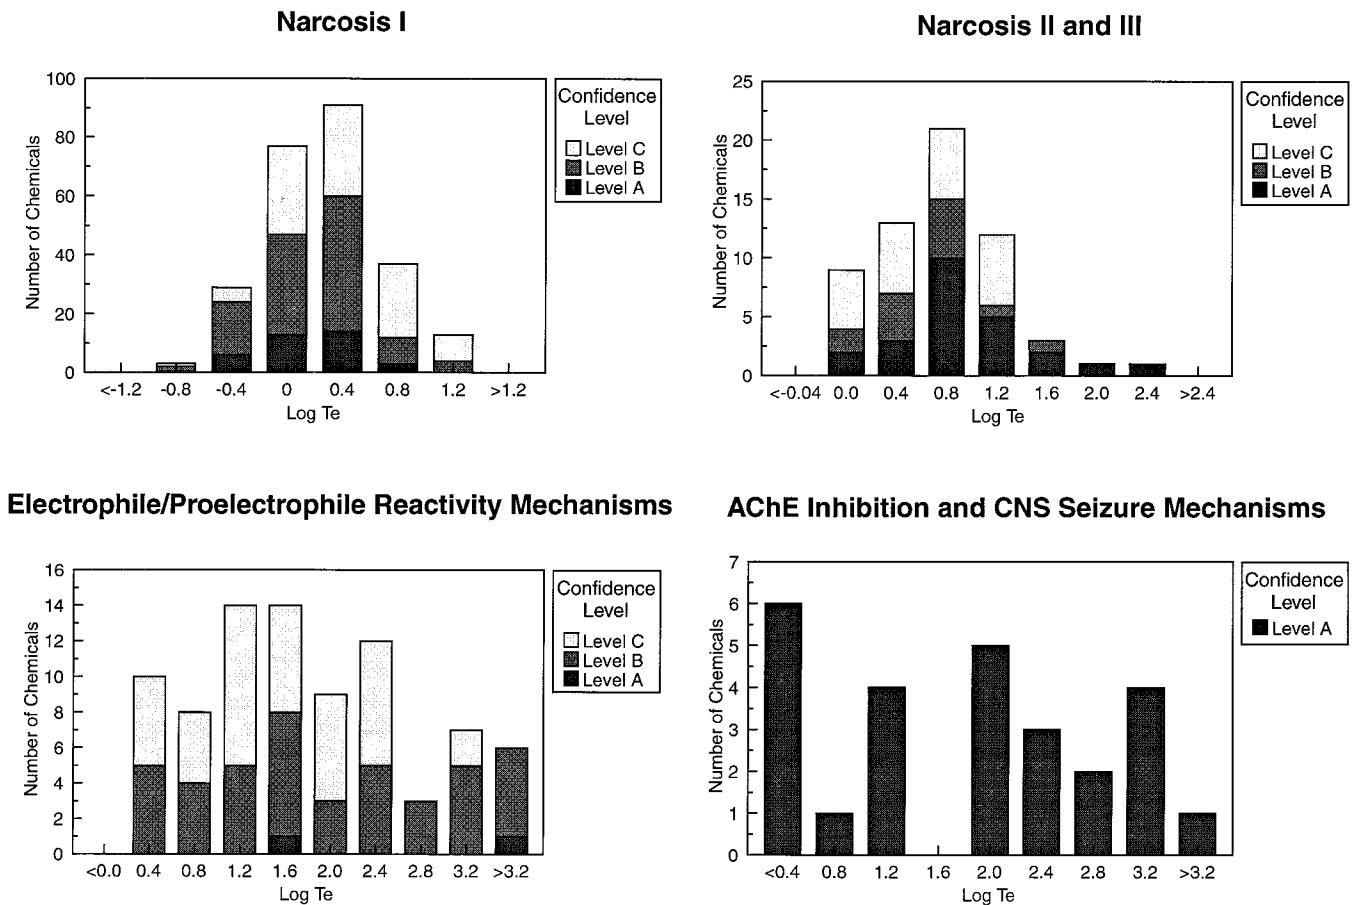 Narcosis I
100
80
60
40
20
0
Number of Chemicals
<-1.2 -0.8 -0.4 0 0.4 0.8 1.2 >1.2
Log Te
Confidence
Level
Level C
Level B
Level A
Narcosis II and III
25
20
15
10
5
0
Number of Chemicals
<-0.04 0.0 0.4 0.8 1.2 1.6 2.0 2.4 >2.4
Log Te
Confidence
Level
Level C
Level B
Level A
Electrophile/Proelectrophile Reactivity Mechanisms
16
14
12
10
8
6
4
2
0
Number of Chemicals
<0.0 0.4 0.8 1.2 1.6 2.0 2.4 2.8 3.2 >3.2
Log Te
Confidence
Level
Level C
Level B
Level A
AChE Inhibition and CNS Seizure Mechanisms
7
6
5
4
3
2
1
0
Number of Chemicals
<0.4 0.8 1.2 1.6 2.0 2.4 2.8 3.2 >3.2
Log Te
Confidence
Level
Level A